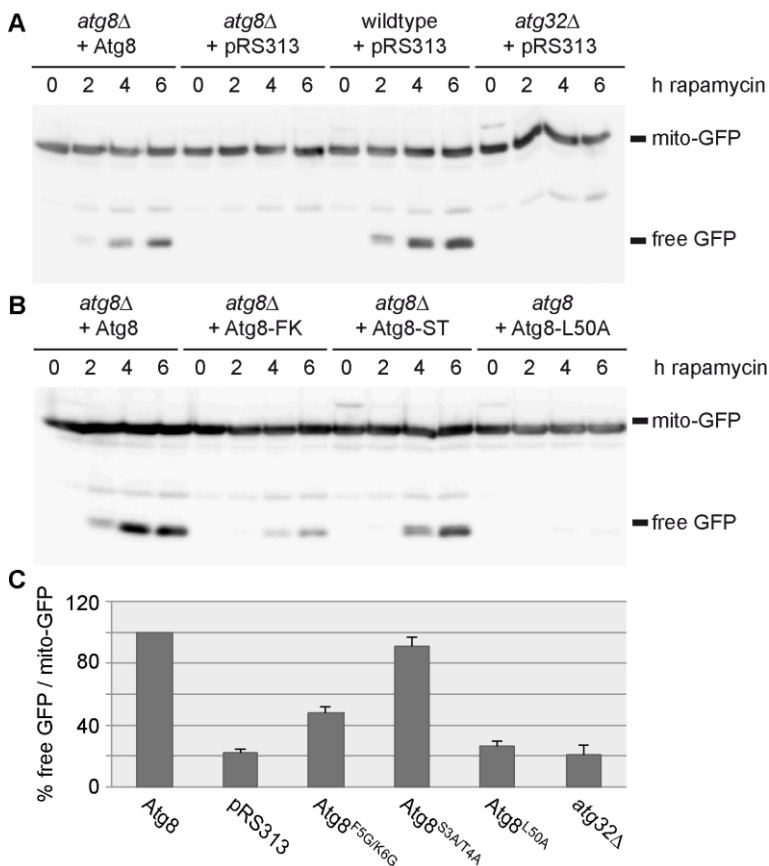 A
atg8Δ atg8Δ wildtype atg32Δ
+ Atg8 + pRS313 + pRS313 + pRS313
0 2 4 6 0 2 4 6 0 2 4 6 0 2 4 6 h rapamycin
mito-GFP
free GFP
B
atg8Δ atg8Δ atg8Δ atg8
+ Atg8 + Atg8-FK + Atg8-ST + Atg8-L50A
0 2 4 6 0 2 4 6 0 2 4 6 0 2 4 6 h rapamycin
mito-GFP
free GFP
C
% free GFP / mito-GFP
120
80
40
0
Atg8 pRS313 Atg8F5G/K6G Atg8S3A/T4A Atg8L50A atg32Δ